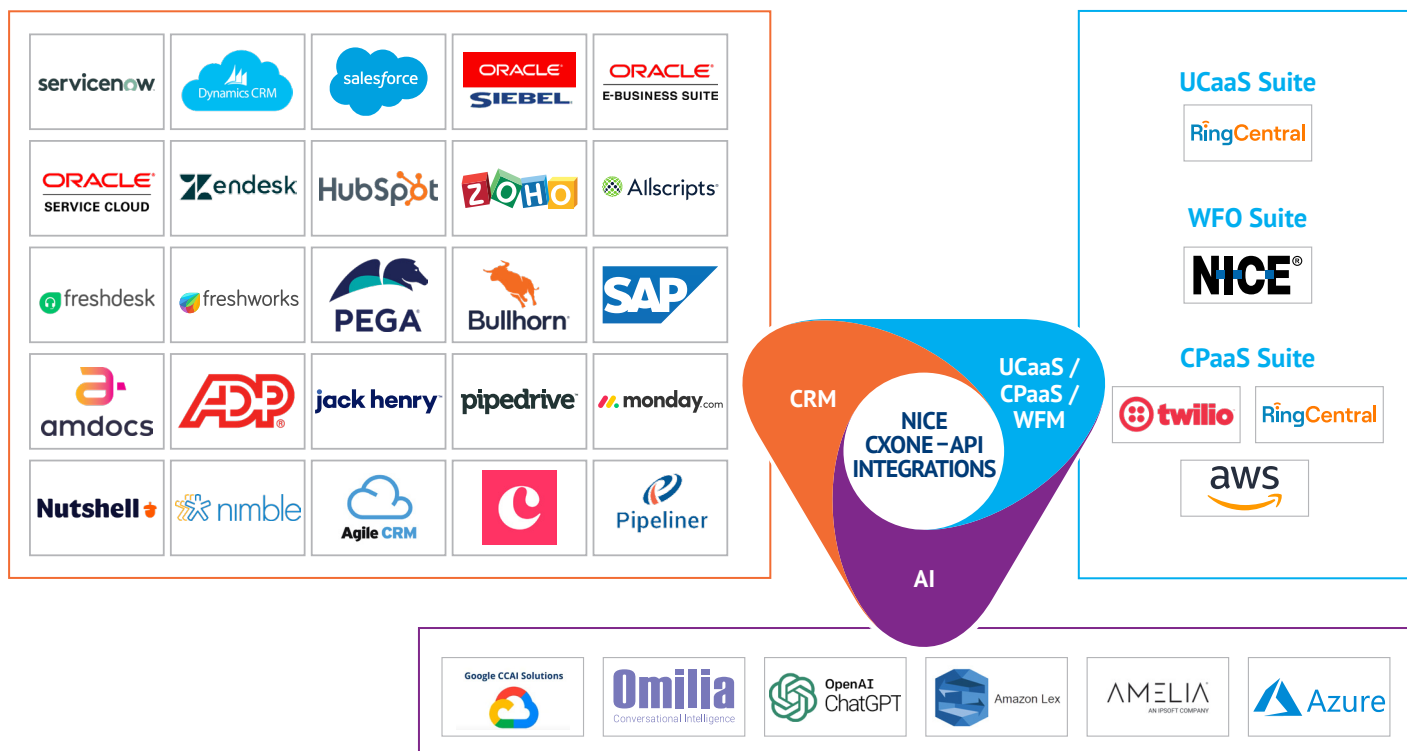 servicenow
Dynamics CRM
salesforce
ORACLE
SIEBEL
ORACLE
E-BUSINESS SUITE
ORACLE
SERVICE CLOUD
Zendesk
HubSpot
ZOHO
Allscripts
freshdesk
freshworks
PEGA
Bullhorn
SAP
amdocs
ADP
jack henry
pipedrive
monday.com
Nutshell
nimble
Agile CRM
C
Pipeliner
UCaaS Suite
RingCentral
WFO Suite
NICE®
CPaaS Suite
twilio
RingCentral
aws
CRM
UCaaS /
CPaaS /
WFM
NICE
CXONE – API
INTEGRATIONS
AI
Google CCAI Solutions
Omilia
Conversational Intelligence
OpenAI
ChatGPT
Amazon Lex
AMELIA
AN IPSOFT COMPANY
Azure